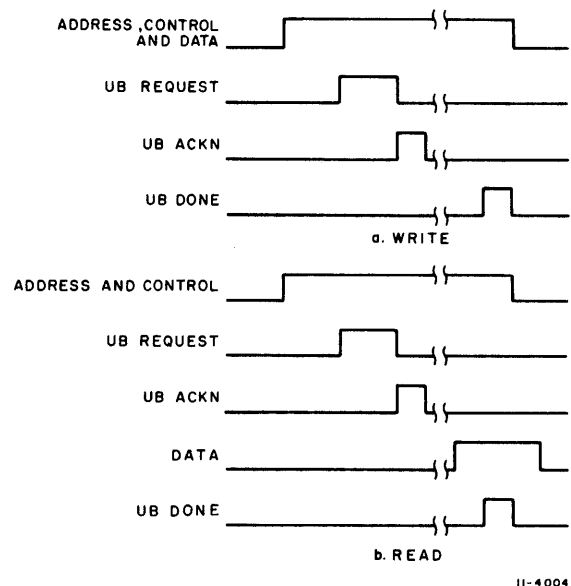 ADDRESS, CONTROL
AND DATA
UB REQUEST
UB ACKN
UB DONE
a. WRITE
ADDRESS AND CONTROL
UB REQUEST
UB ACKN
DATA
UB DONE
b. READ
11-4004